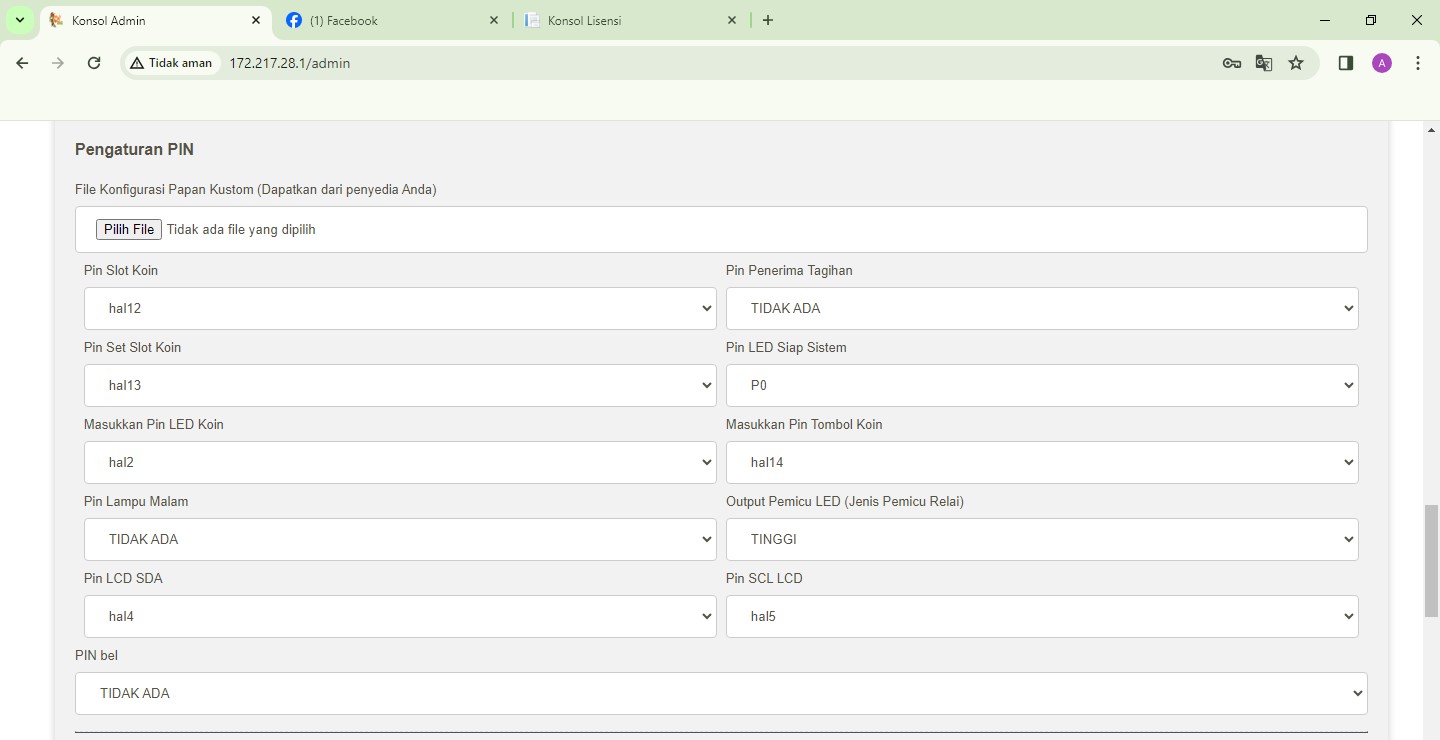 Konsol Admin
(1) Facebook
Konsol Lisensi
Tidak aman
172.217.28.1/admin
A
Pengaturan PIN
File Konfigurasi Papan Kustom (Dapatkan dari penyedia Anda)
Pilih File Tidak ada file yang dipilih
Pin Slot Koin
Pin Penerima Tagihan
hal12
TIDAK ADA
Pin Set Slot Koin
Pin LED Siap Sistem
hal13
P0
Masukkan Pin LED Koin
Masukkan Pin Tombol Koin
hal2
hal14
Pin Lampu Malam
Output Pemicu LED (Jenis Pemicu Relai)
TIDAK ADA
TINGGI
Pin LCD SDA
Pin SCL LCD
hal4
hal5
PIN bel
TIDAK ADA